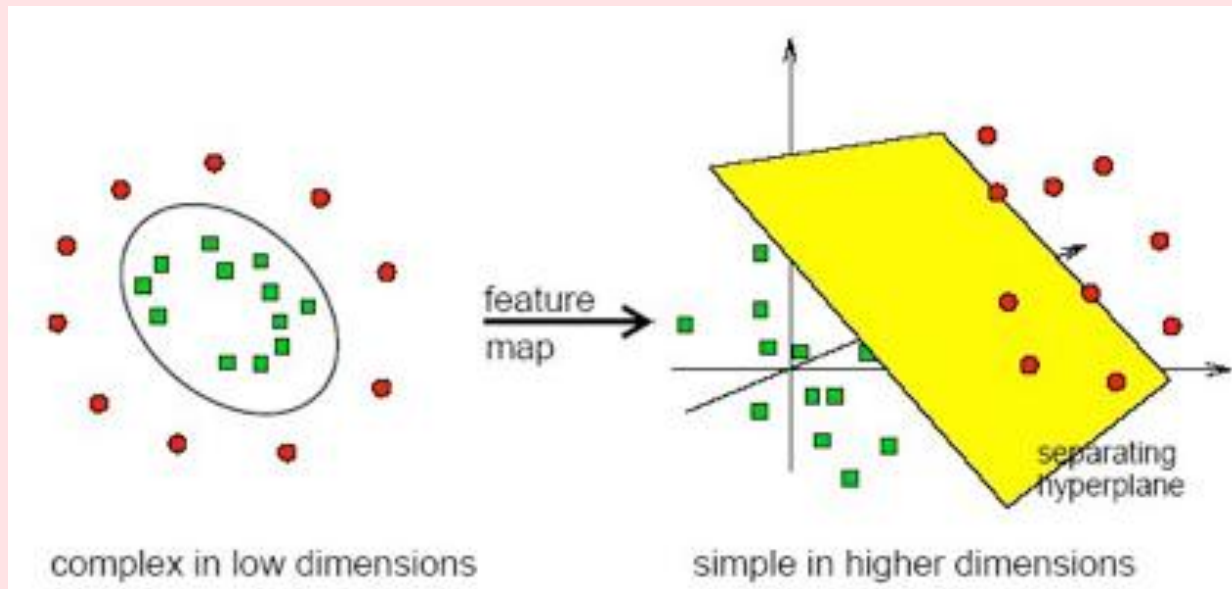 feature
map
separating
hyperplane
complex in low dimensions
simple in higher dimensions